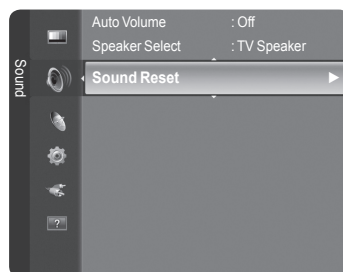 Sound
Auto Volume : Off
Speaker Select : TV Speaker
Sound Reset
?